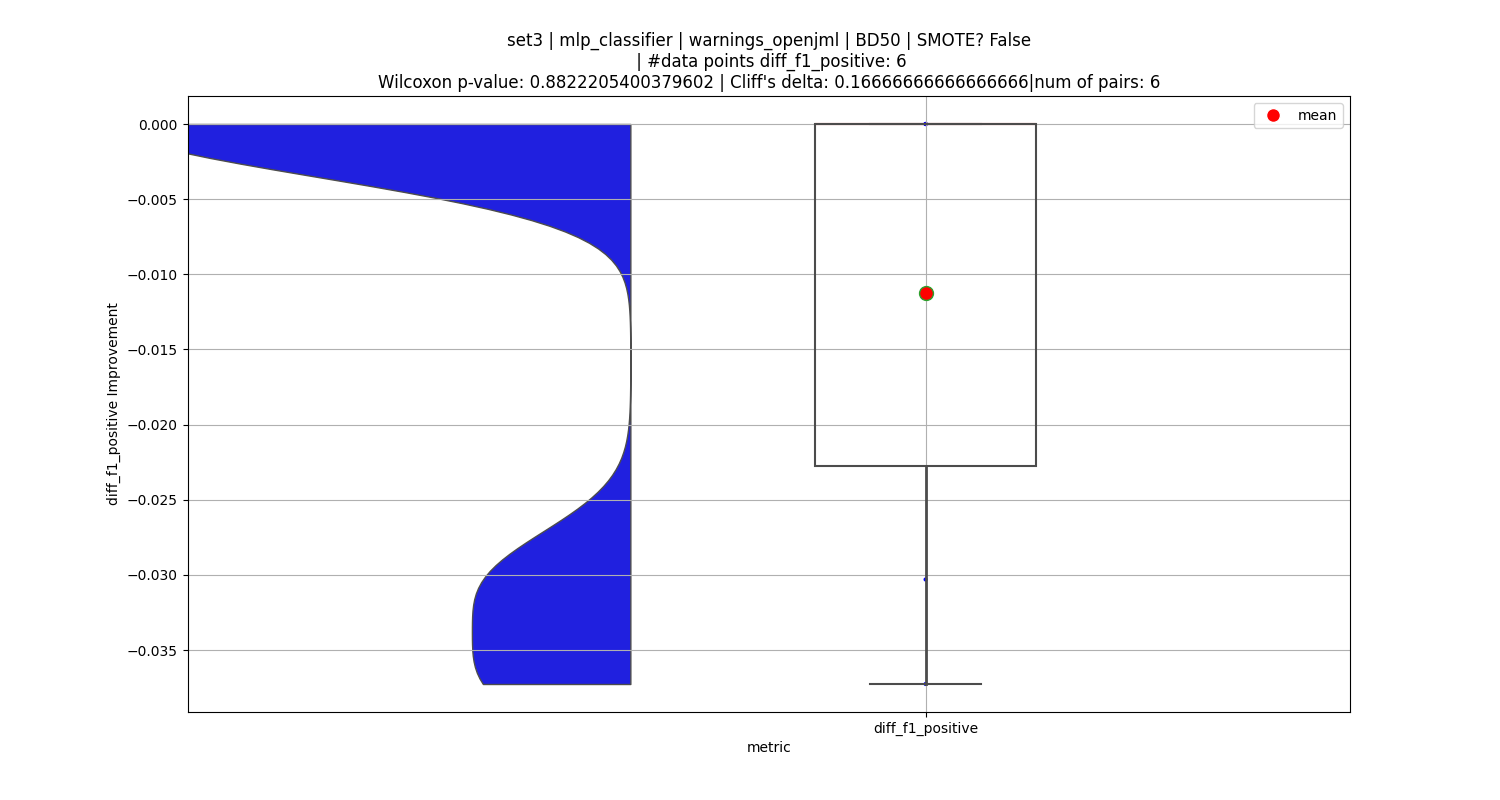 set3 | mlp_classifier | warnings_openjml | BD50 | SMOTE? False
| #data points diff_f1_positive: 6
Wilcoxon p-value: 0.8822205400379602 | Cliff's delta: 0.16666666666666666|num of pairs: 6
mean
0.000
−0.005
−0.010
−0.015
−0.020
−0.025
−0.030
−0.035
diff_f1_positive Improvement
diff_f1_positive
metric